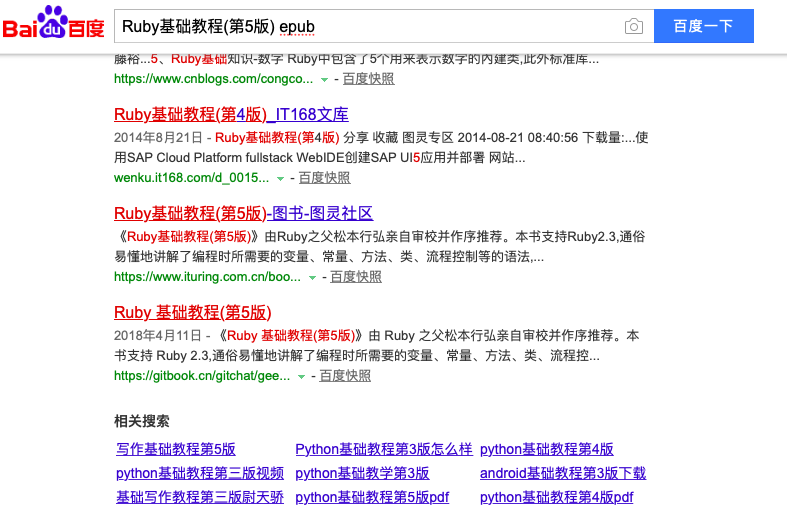 Bai du 百度 Ruby基础教程(第5版) epub 百度一下
藤裕...5、Ruby基础知识-数字 Ruby中包含了5个用来表示数字的内建类,此外标准库...
https://www.cnblogs.com/congco... - 百度快照
Ruby基础教程(第4版)_IT168文库
2014年8月21日 - Ruby基础教程(第4版) 分享 收藏 图灵专区 2014-08-21 08:40:56 下载量:...使
用SAP Cloud Platform fullstack WebIDE创建SAP UI5应用并部署 网站...
wenku.it168.com/d_0015... - 百度快照
Ruby基础教程(第5版)-图书-图灵社区
《Ruby基础教程(第5版)》由Ruby之父松本行弘亲自审校并作序推荐。本书支持Ruby2.3,通俗
易懂地讲解了编程时所需要的变量、常量、方法、类、流程控制等的语法,...
https://www.ituring.com.cn/boo... - 百度快照
Ruby 基础教程(第5版)
2018年4月11日 - 《Ruby 基础教程(第5版)》由 Ruby 之父松本行弘亲自审校并作序推荐。本
书支持 Ruby 2.3,通俗易懂地讲解了编程时所需要的变量、常量、方法、类、流程控...
https://gitbook.cn/gitchat/gee... - 百度快照
相关搜索
写作基础教程第5版 Python基础教程第3版怎么样 python基础教程第4版
python基础教程第三版视频 python基础教学第3版 android基础教程第3版下载
基础写作教程第三版尉天骄 python基础教程第5版pdf python基础教程第4版pdf